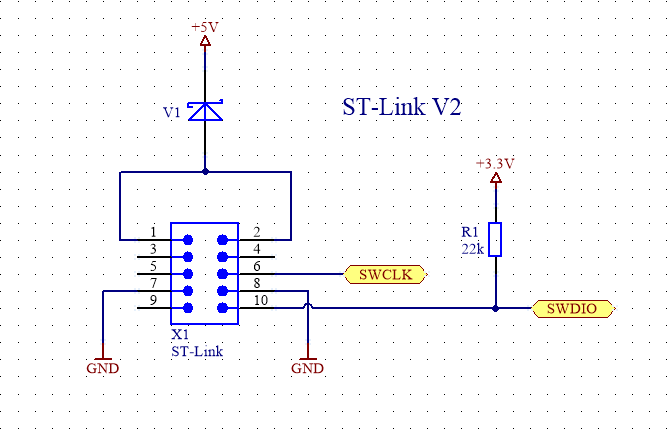 +5V
V1
ST-Link V2
+3.3V
R1
22k
1 2
3 4
5 6
7 8
9 10
SWCLK
SWDIO
X1
ST-Link
GND
GND